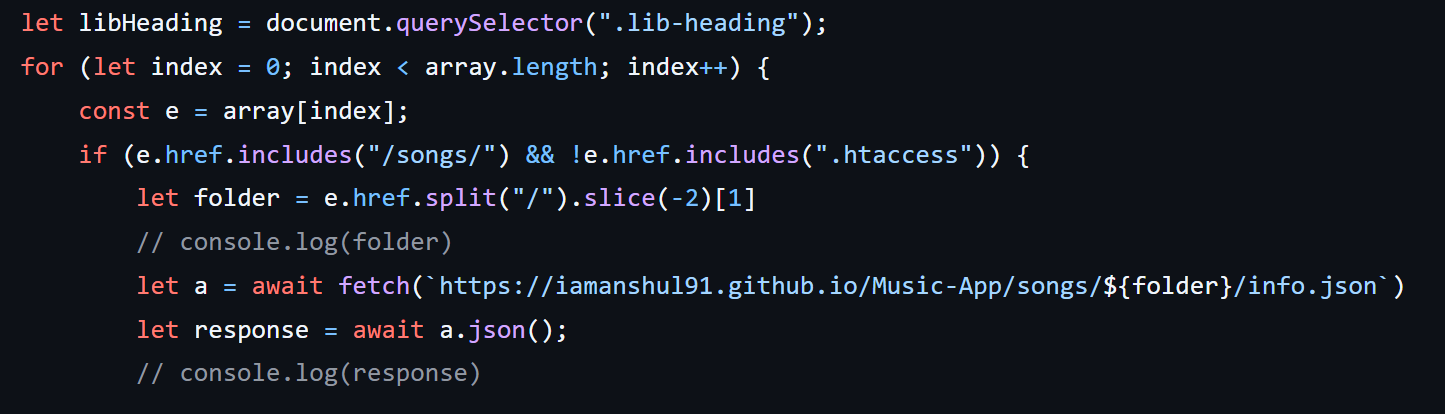 let libHeading = document.querySelector(".lib-heading");
for (let index = 0; index < array.length; index++) {
    const e = array[index];
    if (e.href.includes("/songs/") && !e.href.includes(".htaccess")) {
        let folder = e.href.split("/").slice(-2)[1]
        // console.log(folder)
        let a = await fetch(`https://iamanshul91.github.io/Music-App/songs/${folder}/info.json`)
        let response = await a.json();
        // console.log(response)